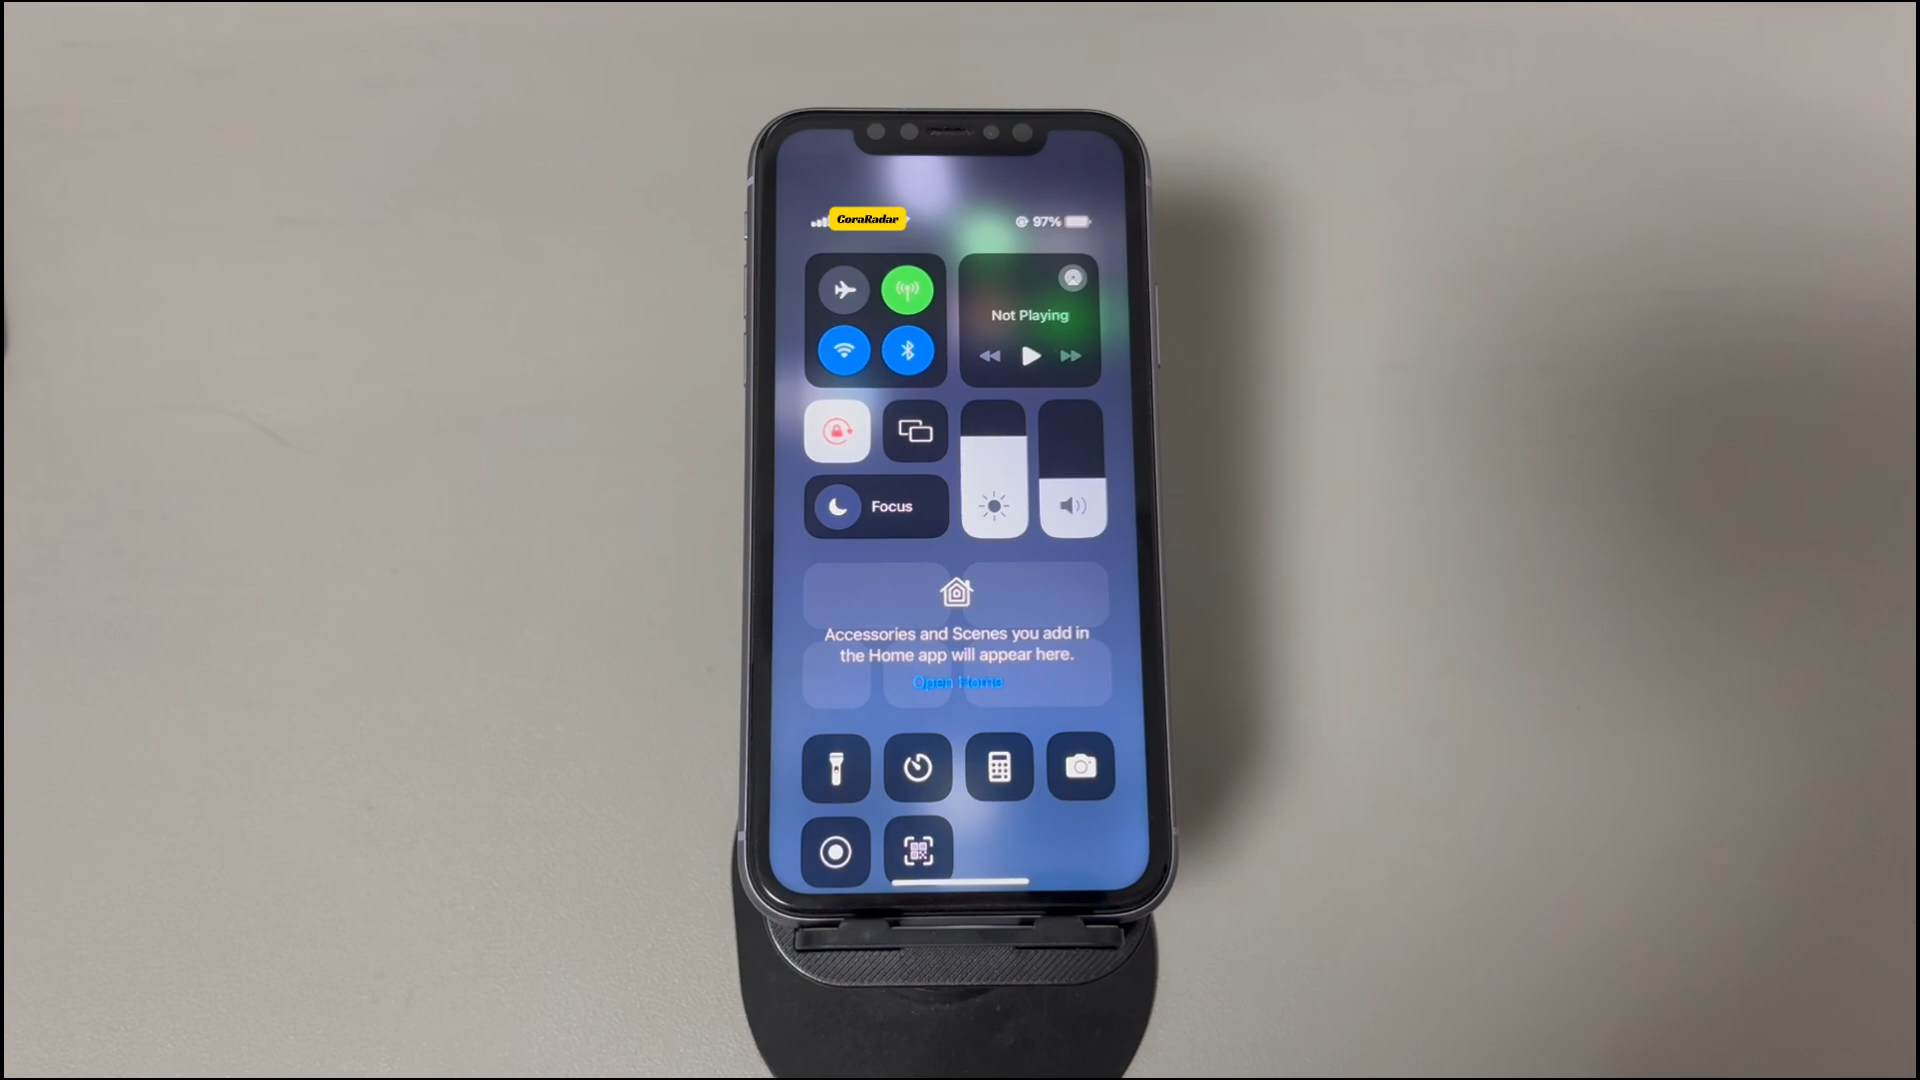 CoraRadar
97%
Not Playing
Focus
Accessories and Scenes you add in
the Home app will appear here.
Open Home